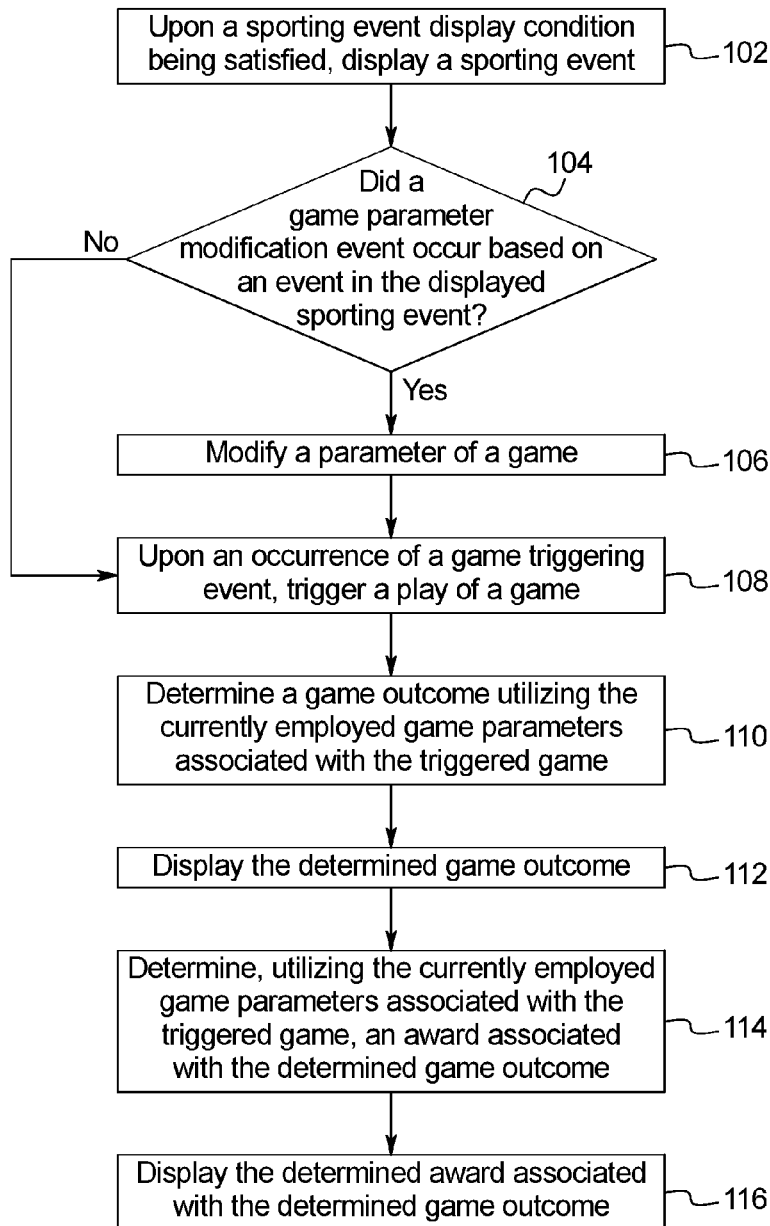 Upon a sporting event display condition
being satisfied, display a sporting event
102
104
Did a
game parameter
modification event occur based on
an event in the displayed
sporting event?
No
Yes
Modify a parameter of a game
106
Upon an occurrence of a game triggering
event, trigger a play of a game
108
Determine a game outcome utilizing the
currently employed game parameters
associated with the triggered game
110
Display the determined game outcome
112
Determine, utilizing the currently employed
game parameters associated with the
triggered game, an award associated
with the determined game outcome
114
Display the determined award associated
with the determined game outcome
116